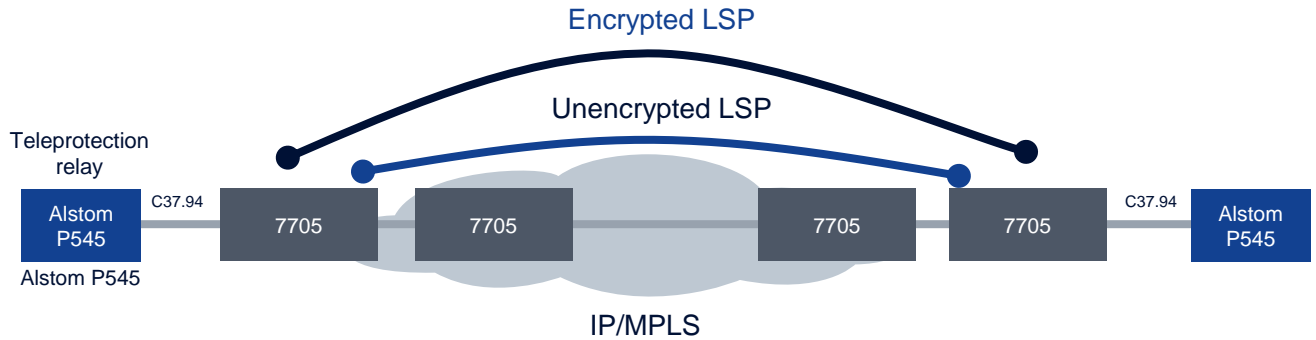 Encrypted LSP
Unencrypted LSP
Teleprotection
relay
C37.94
C37.94
Alstom
P545
7705
7705
7705
7705
Alstom
P545
Alstom P545
IP/MPLS